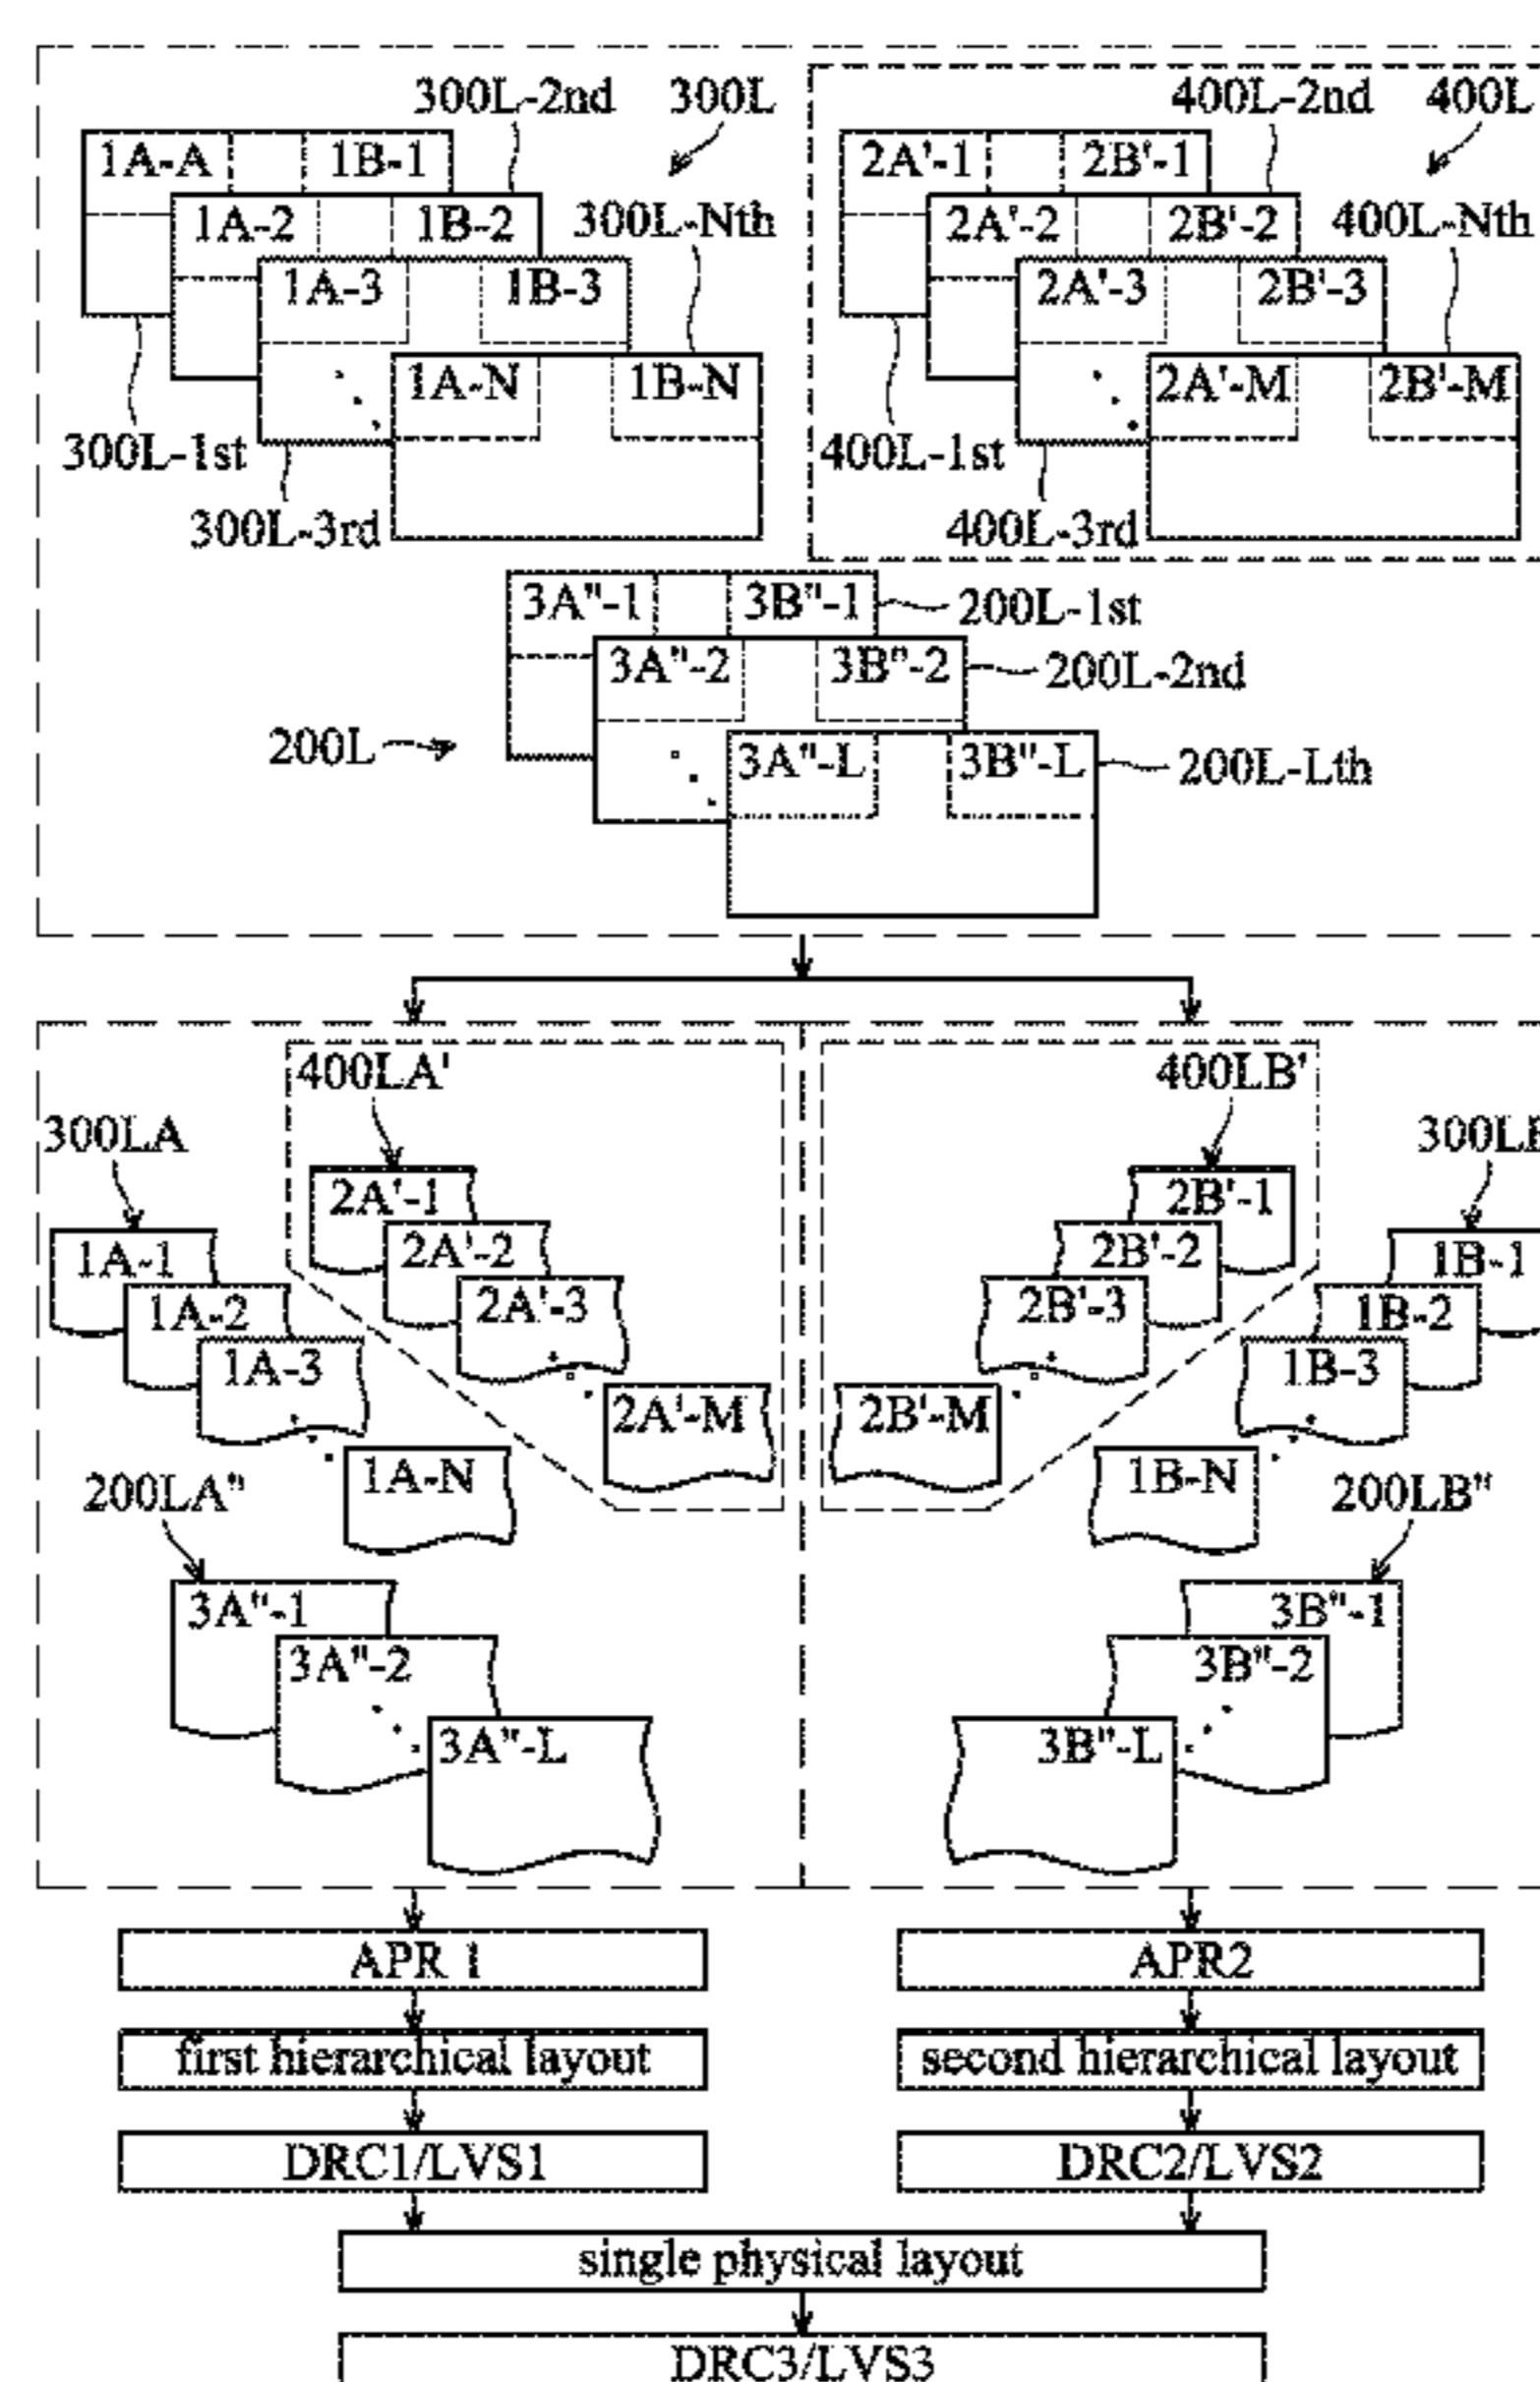 300L-2nd
300L
400L-2nd
400L
1A-A
1B-1
2A'-1
2B'-1
1A-2
1B-2
300L-Nth
2A'-2
2B'-2
400L-Nth
1A-3
1B-3
2A'-3
2B'-3
1A-N
1B-N
2A'-M
2B'-M
300L-1st
400L-1st
300L-3rd
400L-3rd
3A"-1
3B"-1
200L-1st
3A"-2
3B"-2
200L-2nd
200L
3A"-L
3B"-L
200L-Lth
400LA'
400LB'
300LA
300LB
2A'-1
2B'-1
1A-1
2A'-2
2B'-2
1B-1
1A-2
2A'-3
2B'-3
1B-2
1A-3
1B-3
2A'-M
2B'-M
1A-N
1B-N
200LA"
200LB"
3A"-1
3B"-1
3A"-2
3B"-2
3A"-L
3B"-L
APR 1
APR2
first hierarchical layout
second hierarchical layout
DRC1/LVS1
DRC2/LVS2
single physical layout
DRC3/LVS3